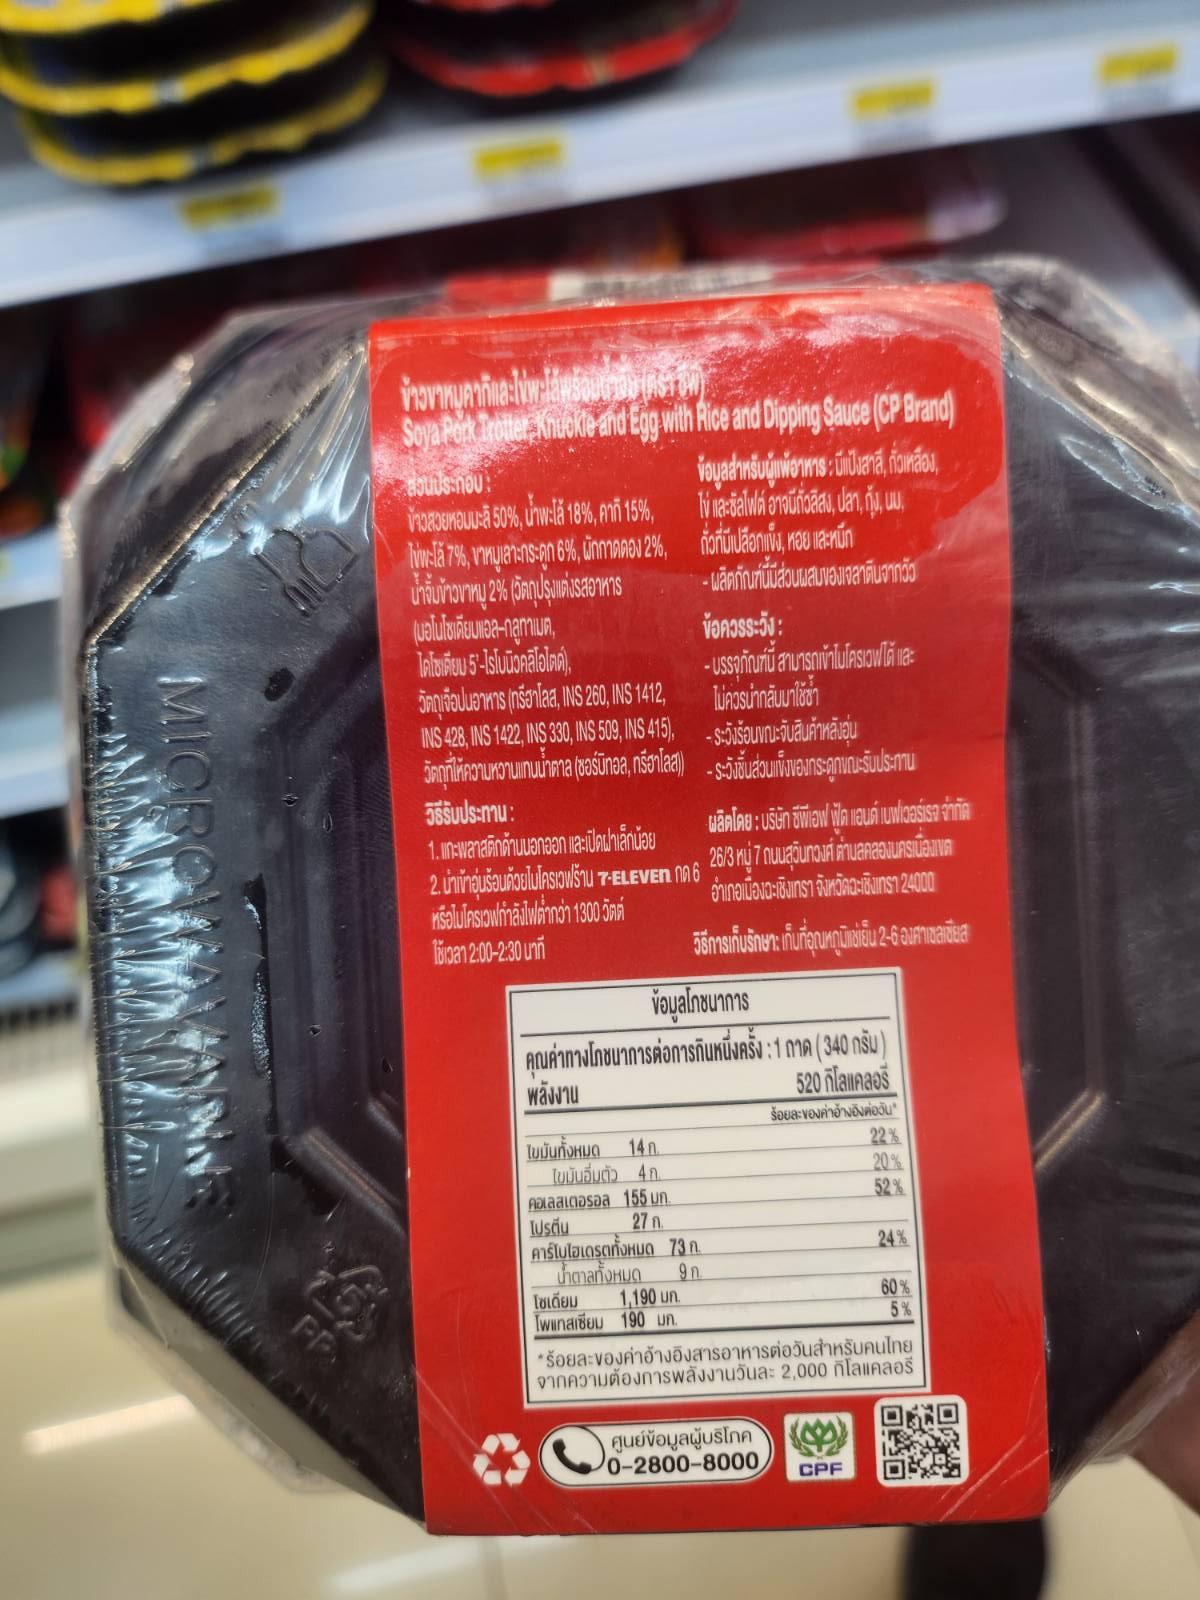 ข้าวขาหมูคากิและไข่พะโล้พร้อมน้ำจิ้ม (ตรา ซีพี)
Soya Pork Trotter, Knuckle and Egg with Rice and Dipping Sauce (CP Brand)
ส่วนประกอบ :
ข้าวสวยหอมมะลิ 50%, น้ำพะโล้ 18%, คากิ 15%,
ไข่พะโล้ 7%, ขาหมูเลาะกระดูก 6%, ผักกาดดอง 2%,
น้ำจิ้มข้าวขาหมู 2% (วัตถุปรุงแต่งรสอาหาร
(มอโนโซเดียมแอล-กลูทาเมต,
ไดโซเดียม 5'-ไรโบนิวคลีโอไตด์),
วัตถุเจือปนอาหาร (ทรีฮาโลส, INS 260, INS 1412,
INS 428, INS 1422, INS 330, INS 509, INS 415),
วัตถุที่ให้ความหวานแทนน้ำตาล (ซอร์บิทอล, ทรีฮาโลส))
วิธีรับประทาน :
1. แกะพลาสติกด้านนอกออก และเปิดฝาเล็กน้อย
2. นำเข้าอุ่นร้อนด้วยไมโครเวฟร้าน 7-ELEVEN กด 6
หรือไมโครเวฟกำลังไฟต่ำกว่า 1300 วัตต์
ใช้เวลา 2:00-2:30 นาที
ข้อมูลสำหรับผู้แพ้อาหาร : มีแป้งสาลี, ถั่วเหลือง,
ไข่ และซัลไฟต์ อาจมีถั่วลิสง, ปลา, กุ้ง, นม,
ถั่วที่มีเปลือกแข็ง, หอย และหมึก
- ผลิตภัณฑ์นี้มีส่วนผสมของเจลาตินจากวัว
ข้อควรระวัง :
- บรรจุภัณฑ์นี้ สามารถเข้าไมโครเวฟได้ และ
ไม่ควรนำกลับมาใช้ซ้ำ
- ระวังร้อนขณะจับสินค้าหลังอุ่น
- ระวังชิ้นส่วนแข็งของกระดูกขณะรับประทาน
ผลิตโดย : บริษัท ซีพีเอฟ ฟู้ด แอนด์ เบฟเวอร์เรจ จำกัด
26/3 หมู่ 7 ถนนสุวินทวงศ์ ตำบลคลองนครเนื่องเขต
อำเภอเมืองฉะเชิงเทรา จังหวัดฉะเชิงเทรา 24000
วิธีการเก็บรักษา: เก็บที่อุณหภูมิแช่เย็น 2-6 องศาเซลเซียส
ข้อมูลโภชนาการ
คุณค่าทางโภชนาการต่อการกินหนึ่งครั้ง : 1 ถาด (340 กรัม)
พลังงาน 520 กิโลแคลอรี
ร้อยละของค่าอ้างอิงต่อวัน*
ไขมันทั้งหมด 14 ก. 22%
ไขมันอิ่มตัว 4 ก. 20%
คอเลสเตอรอล 155 มก. 52%
โปรตีน 27 ก.
คาร์โบไฮเดรตทั้งหมด 73 ก. 24%
น้ำตาลทั้งหมด 9 ก.
โซเดียม 1,190 มก. 60%
โพแทสเซียม 190 มก. 5%
*ร้อยละของค่าอ้างอิงสารอาหารต่อวันสำหรับคนไทย
จากความต้องการพลังงานวันละ 2,000 กิโลแคลอรี
ศูนย์ข้อมูลผู้บริโภค
0-2800-8000
CPF
MICROWAVABLE
PP